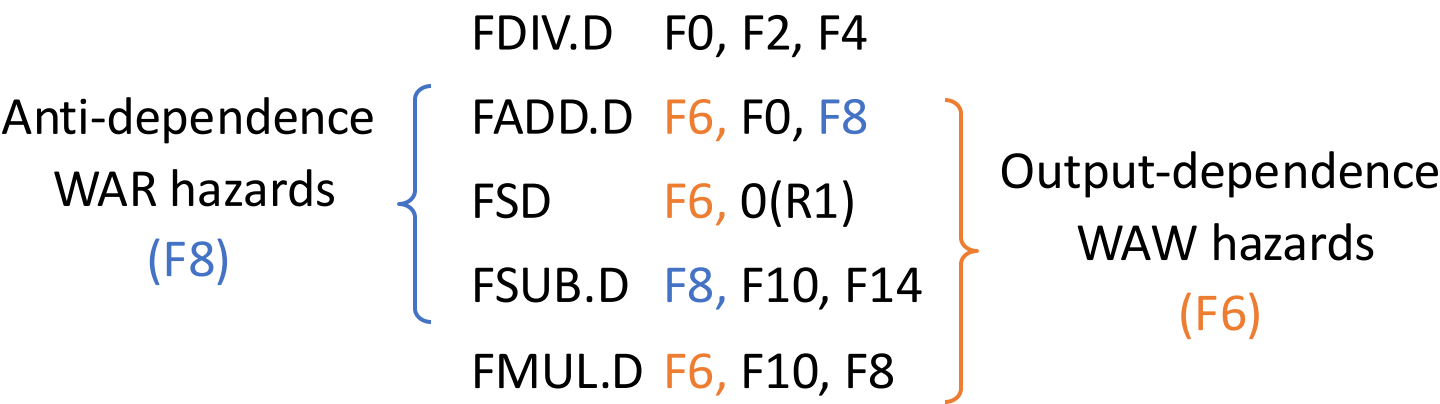 Anti-dependence
WAR hazards
(F8)
FDIV.D F0, F2, F4
FADD.D F6, F0, F8
FSD F6, 0(R1)
FSUB.D F8, F10, F14
FMUL.D F6, F10, F8
Output-dependence
WAW hazards
(F6)